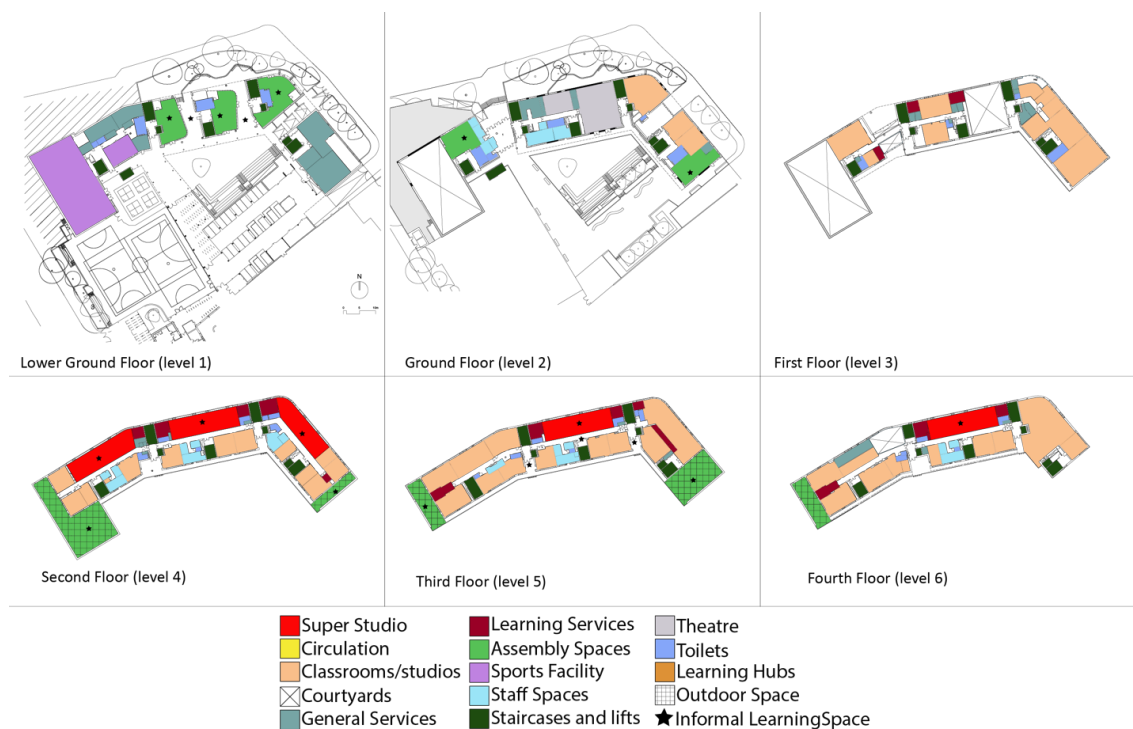 N
Lower Ground Floor (level 1)
Ground Floor (level 2)
First Floor (level 3)
Second Floor (level 4)
Third Floor (level 5)
Fourth Floor (level 6)
Super Studio
Circulation
Classrooms/studios
Courtyards
General Services
Learning Services
Assembly Spaces
Sports Facility
Staff Spaces
Staircases and lifts
Theatre
Toilets
Learning Hubs
Outdoor Space
Informal LearningSpace